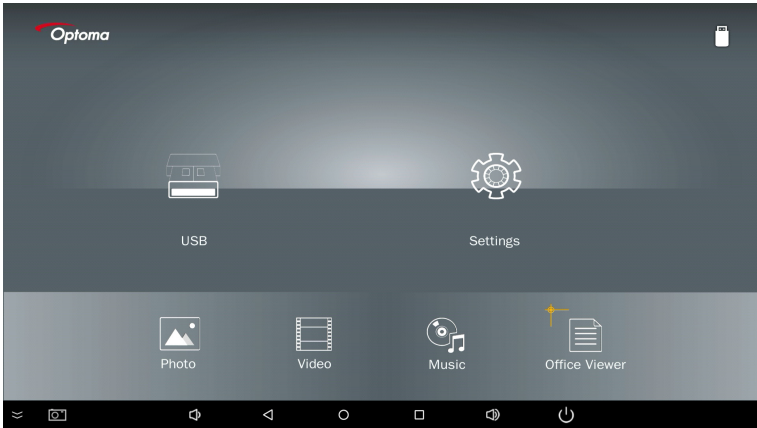 Optoma
USB
Settings
Photo
Video
Music
Office Viewer